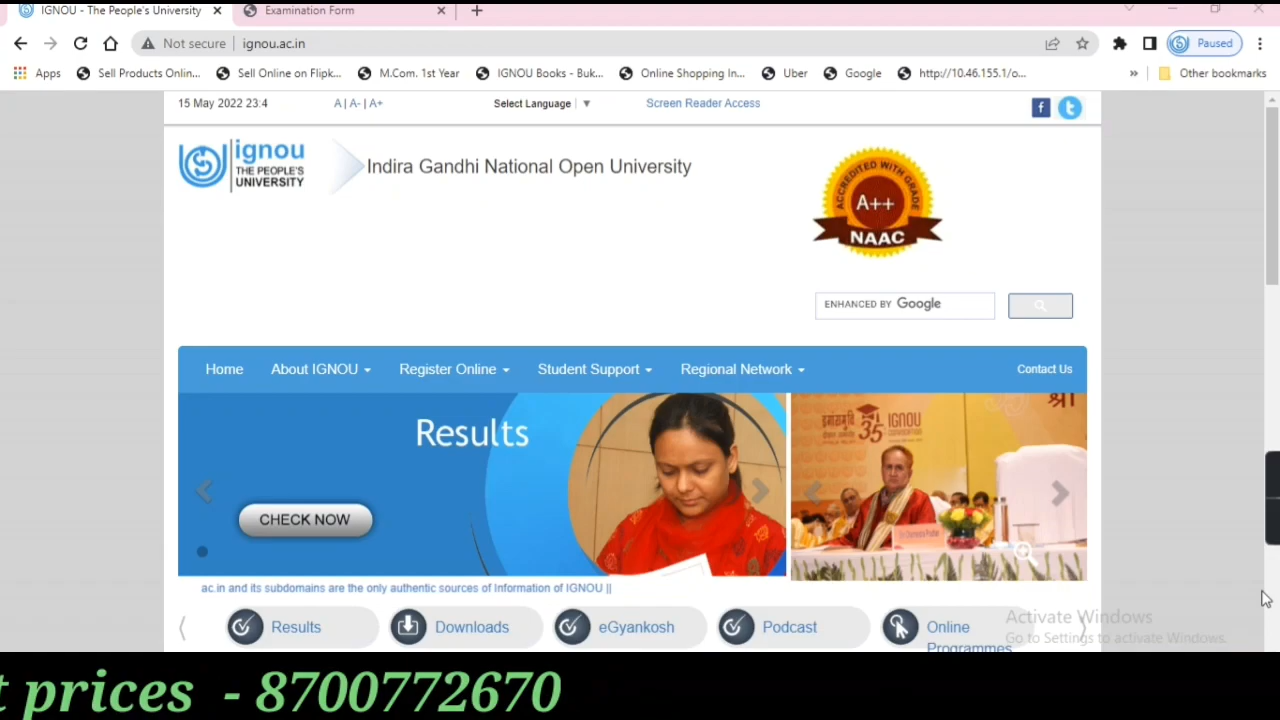 IGNOU - The People's University
Examination Form
Not secure
ignou.ac.in
Paused
Apps
Sell Products Onlin...
Sell Online on Flipk...
M.Com. 1st Year
IGNOU Books - Buk...
Online Shopping In...
Uber
Google
http://10.46.155.1/o...
»
Other bookmarks
15 May 2022 23:4
A | A- | A+
Select Language ▼
Screen Reader Access
ignou
THE PEOPLE'S
UNIVERSITY
Indira Gandhi National Open University
ACCREDITED WITH GRADE
A++
NAAC
ENHANCED BY Google
Home
About IGNOU
Register Online
Student Support
Regional Network
Contact Us
Results
CHECK NOW
श्री
35
IGNOU
ac.in and its subdomains are the only authentic sources of Information of IGNOU ||
Results
Downloads
eGyankosh
Podcast
Online
Programmes
Activate Windows
Go to Settings to activate Windows.
t prices - 8700772670